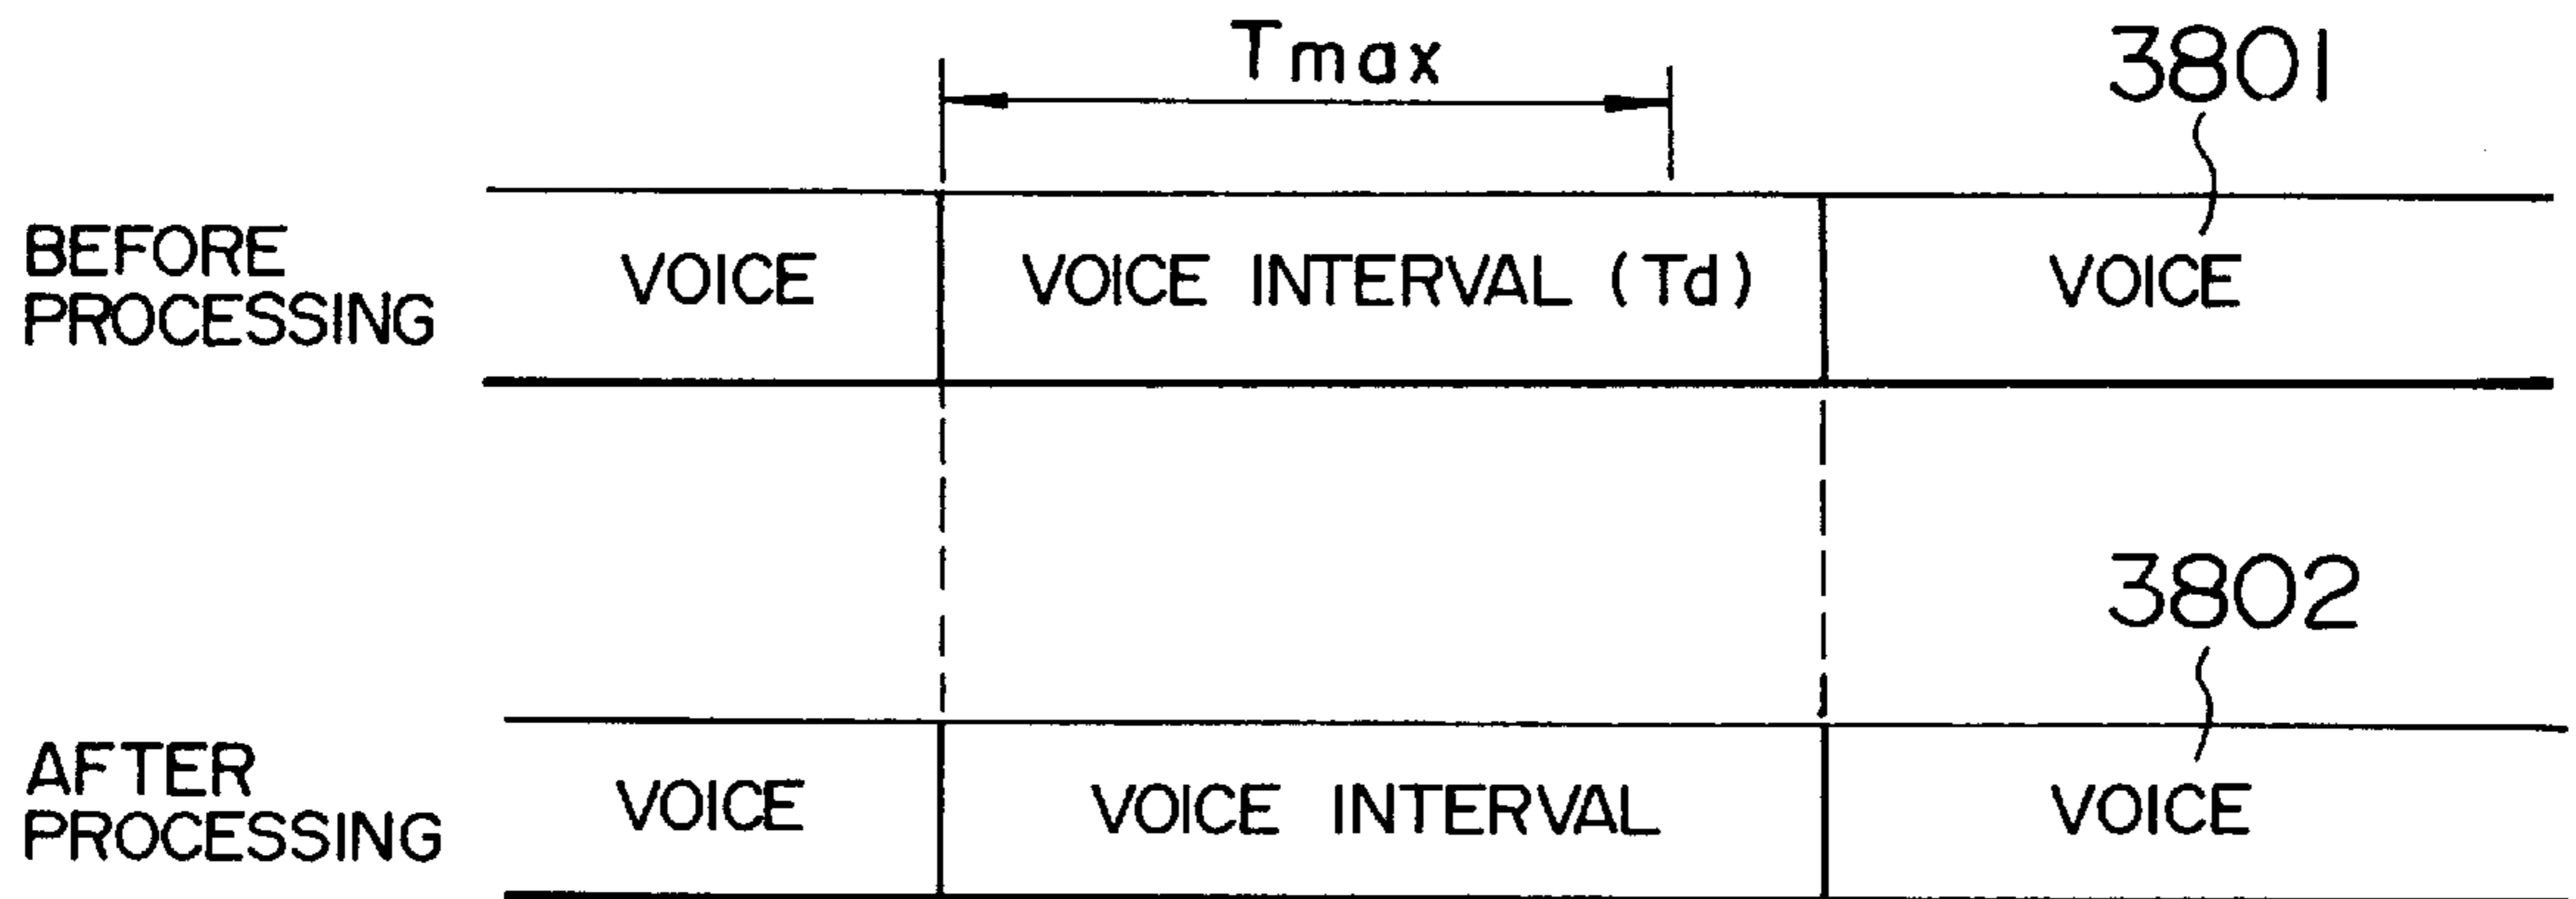 Tmax
3801
BEFORE
PROCESSING
VOICE
VOICE INTERVAL (Td)
VOICE
3802
AFTER
PROCESSING
VOICE
VOICE INTERVAL
VOICE